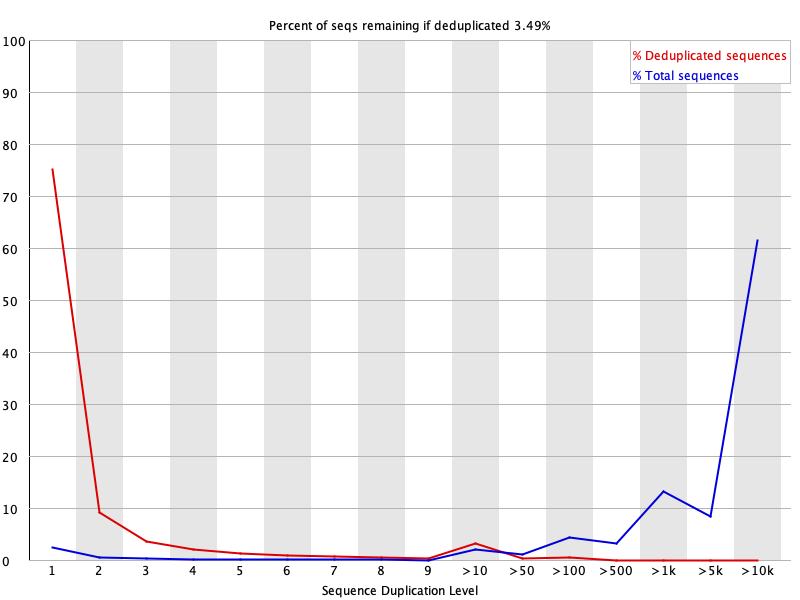 Percent of seqs remaining if deduplicated 3.49%
% Deduplicated sequences
% Total sequences
100
90
80
70
60
50
40
30
20
10
0
1 2 3 4 5 6 7 8 9 >10 >50 >100 >500 >1k >5k >10k
Sequence Duplication Level